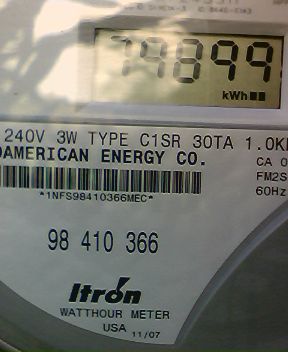 79899
kWh
240V 3W TYPE C1SR 30TA 1.0K
AMERICAN ENERGY CO.
CA 0
FM2S
60Hz
*1NFS98410366MEC*
98 410 366
Itron
WATTHOUR METER
USA 11/07